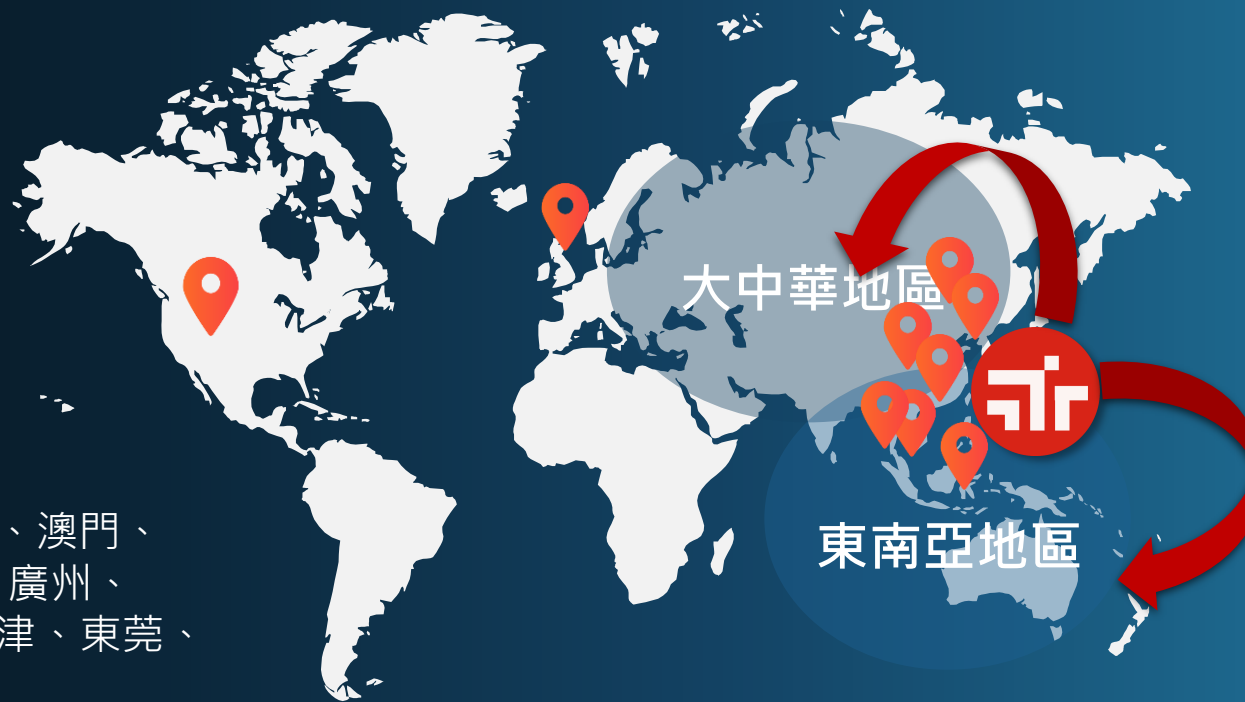 大中華地區
東南亞地區
、澳門、
廣州、
津、東莞、